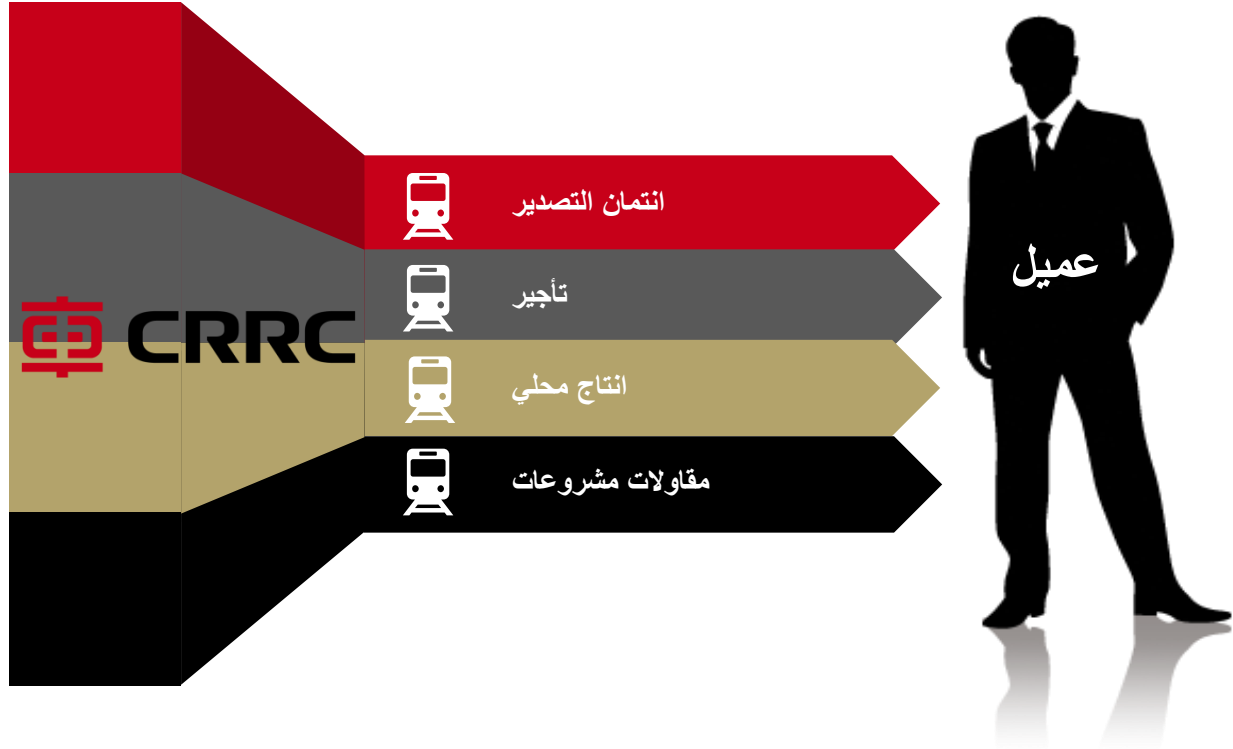 انتمان التصدير
تأجير
CRRC
انتاج محلي
مقاولات مشروعات
عميل